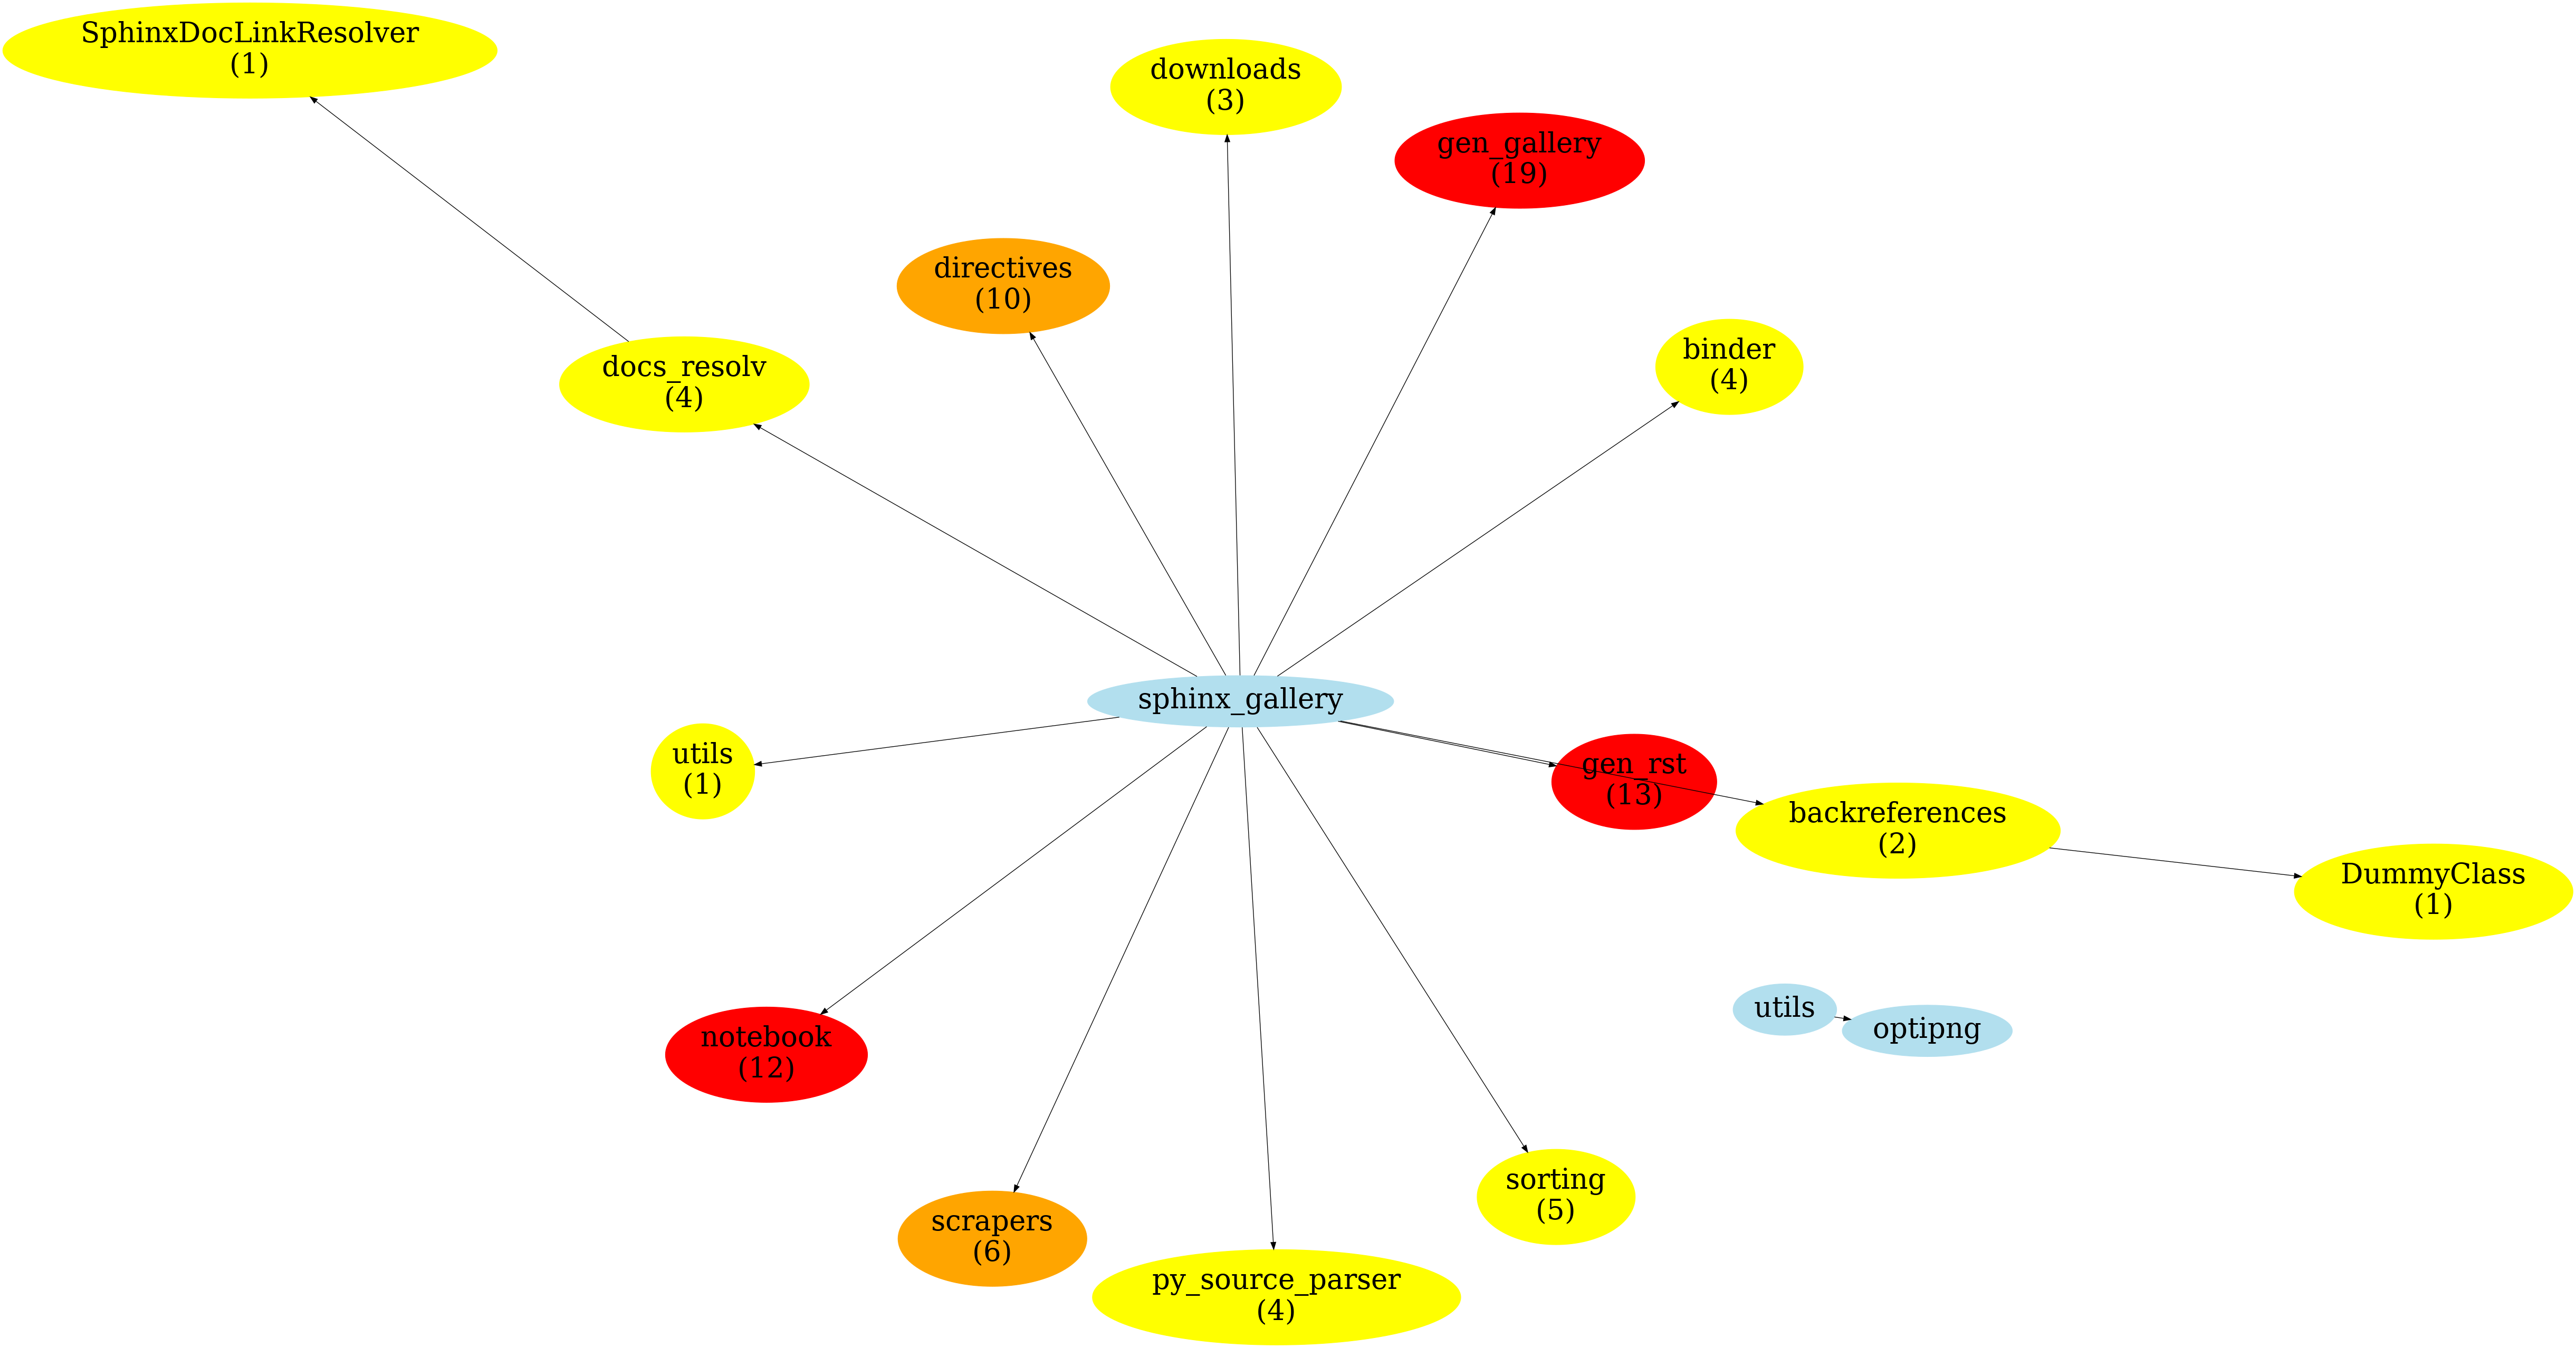 SphinxDocLinkResolver
(1)
downloads
(3)
gen_gallery
(19)
directives
(10)
binder
(4)
docs_resolv
(4)
sphinx_gallery
utils
(1)
gen_rst
(13)
backreferences
(2)
DummyClass
(1)
utils
optipng
notebook
(12)
sorting
(5)
scrapers
(6)
py_source_parser
(4)